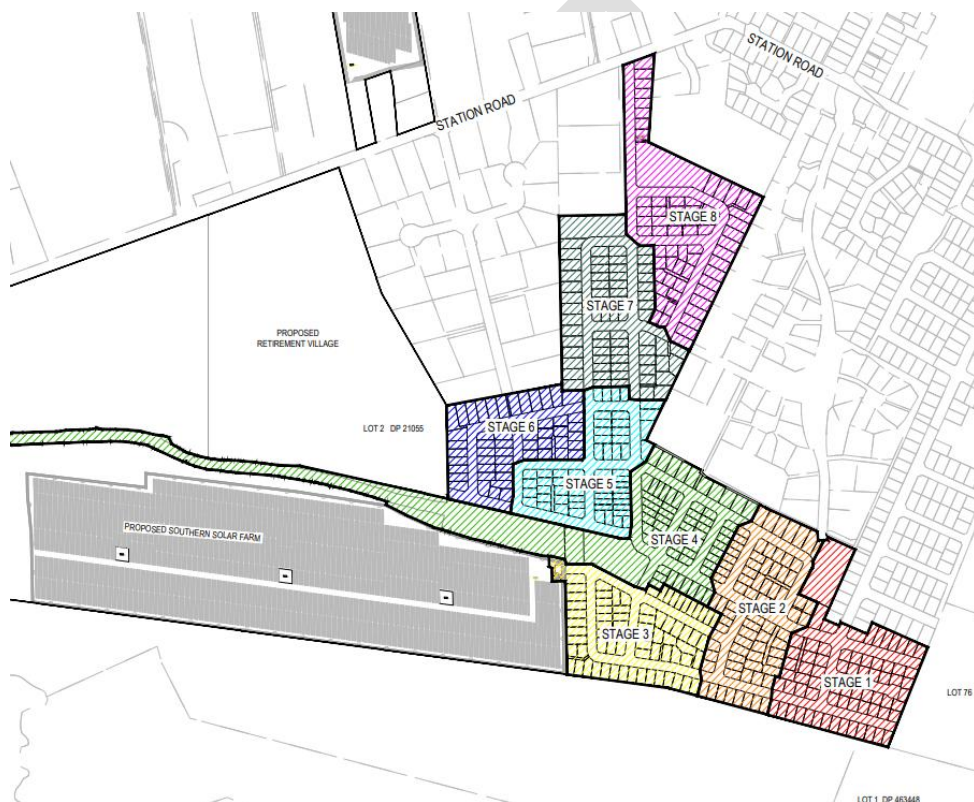 STATION ROAD
STATION ROAD
STAGE 8
STAGE 7
PROPOSED
RETIREMENT VILLAGE
LOT 2 DP 21055
STAGE 6
STAGE 5
PROPOSED SOUTHERN SOLAR FARM
STAGE 4
STAGE 2
STAGE 3
STAGE 1
LOT 76
LOT 1 DP 463448